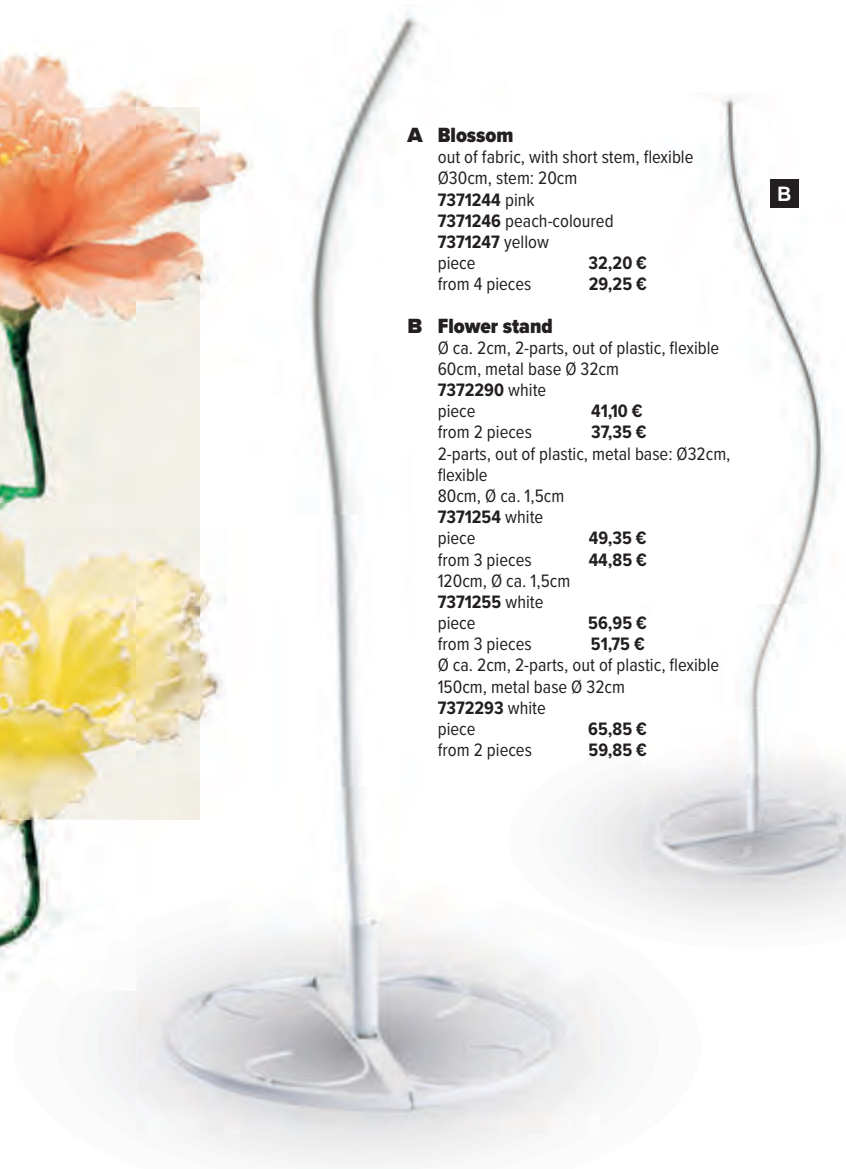 A Blossom
out of fabric, with short stem, flexible
Ø30cm, stem: 20cm
7371244 pink
7371246 peach-coloured
7371247 yellow
piece 32,20 €
from 4 pieces 29,25 €
B Flower stand
Ø ca. 2cm, 2-parts, out of plastic, flexible
60cm, metal base Ø 32cm
7372290 white
piece 41,10 €
from 2 pieces 37,35 €
2-parts, out of plastic, metal base: Ø32cm,
flexible
80cm, Ø ca. 1,5cm
7371254 white
piece 49,35 €
from 3 pieces 44,85 €
120cm, Ø ca. 1,5cm
7371255 white
piece 56,95 €
from 3 pieces 51,75 €
Ø ca. 2cm, 2-parts, out of plastic, flexible
150cm, metal base Ø 32cm
7372293 white
piece 65,85 €
from 2 pieces 59,85 €
B